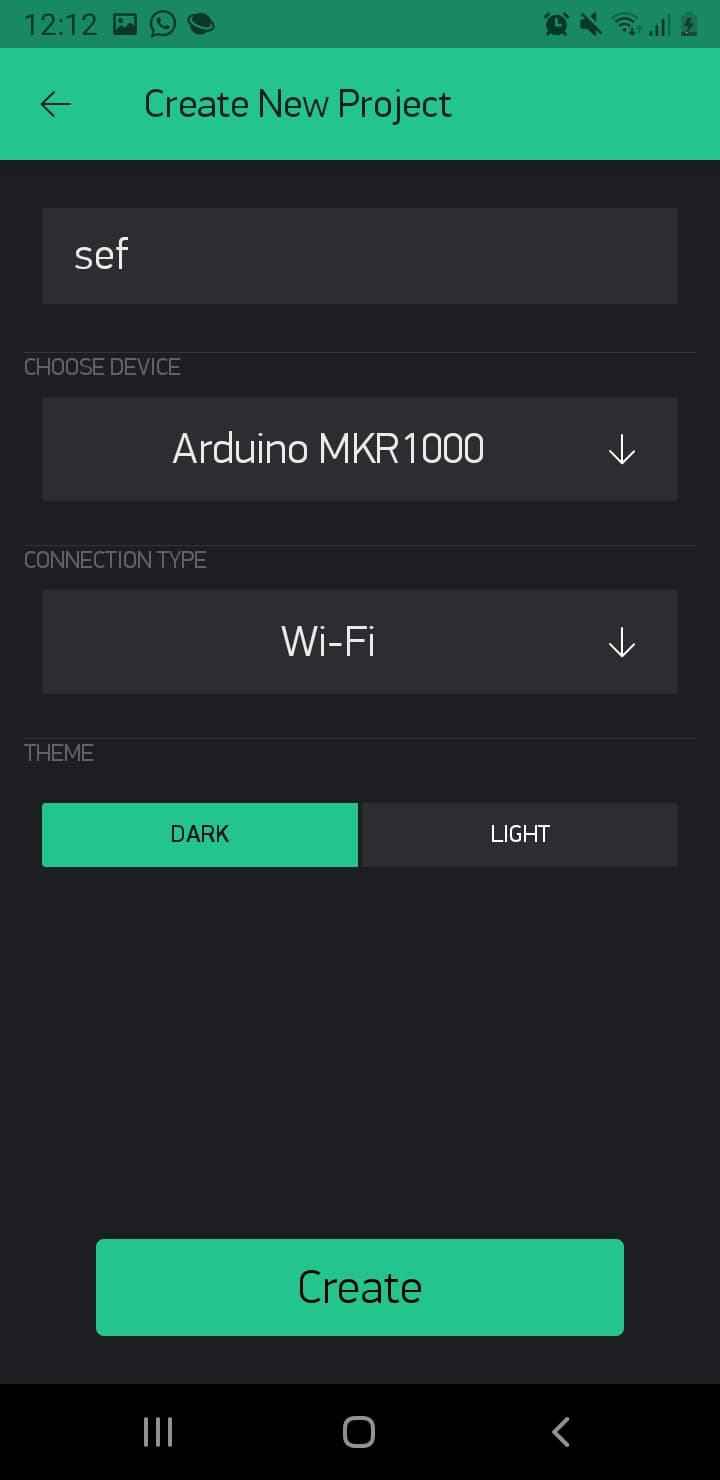 12:12
Create New Project
sef
CHOOSE DEVICE
Arduino MKR1000
CONNECTION TYPE
Wi-Fi
THEME
DARK
LIGHT
Create